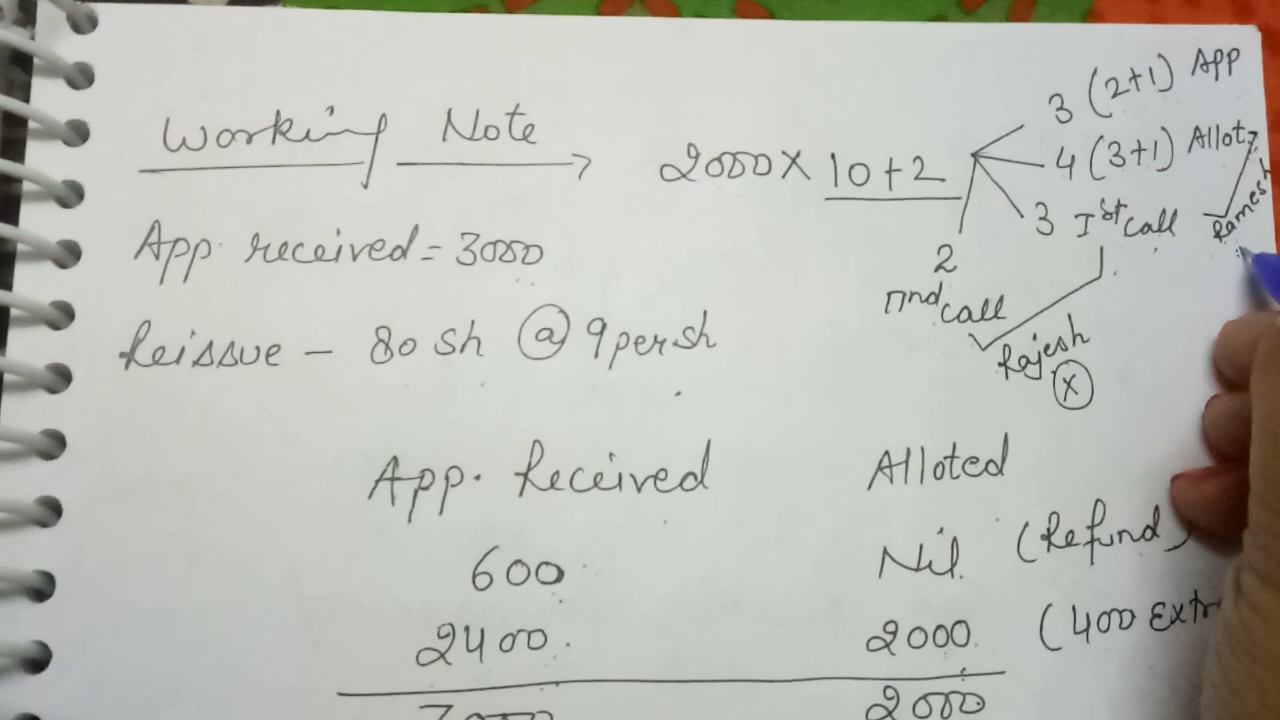 Working Note
2000 X 10+2
3 (2+1) App
4 (3+1) Allot
3 Ist call
2
IInd call
Ramesh
Rajesh
X
App. received = 3000
Reissue - 80 sh @ 9 per sh
App. Received Alloted
600 Nil (Refund)
2400 2000 (400 Extr
3000 2000